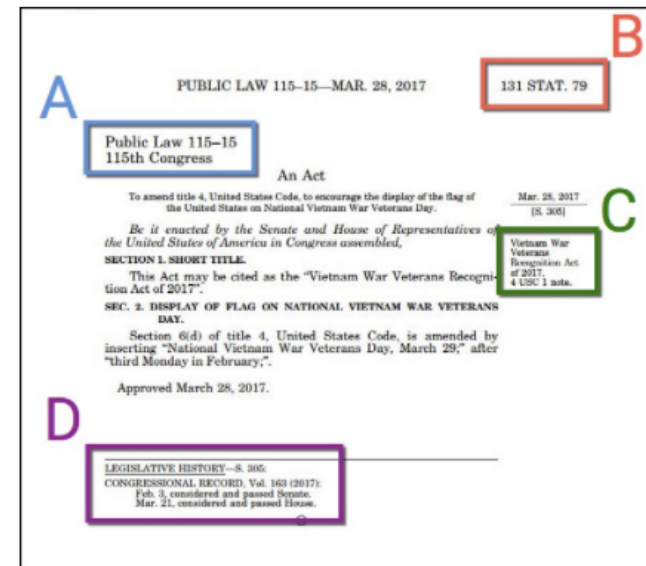 B
PUBLIC LAW 115–15—MAR. 28, 2017
131 STAT. 79
A
Public Law 115–15
115th Congress
An Act
To amend title 4, United States Code, to encourage the display of the flag of
the United States on National Vietnam War Veterans Day.
Mar. 28, 2017
[S. 305]
C
Be it enacted by the Senate and House of Representatives of
the United States of America in Congress assembled,
Vietnam War
Veterans
Recognition Act
of 2017.
4 USC 1 note.
SECTION 1. SHORT TITLE.
This Act may be cited as the “Vietnam War Veterans Recogni-
tion Act of 2017”.
SEC. 2. DISPLAY OF FLAG ON NATIONAL VIETNAM WAR VETERANS
DAY.
Section 6(d) of title 4, United States Code, is amended by
inserting “National Vietnam War Veterans Day, March 29;” after
“third Monday in February;”.
Approved March 28, 2017.
D
LEGISLATIVE HISTORY—S. 305:
CONGRESSIONAL RECORD, Vol. 163 (2017):
Feb. 3, considered and passed Senate.
Mar. 21, considered and passed House.